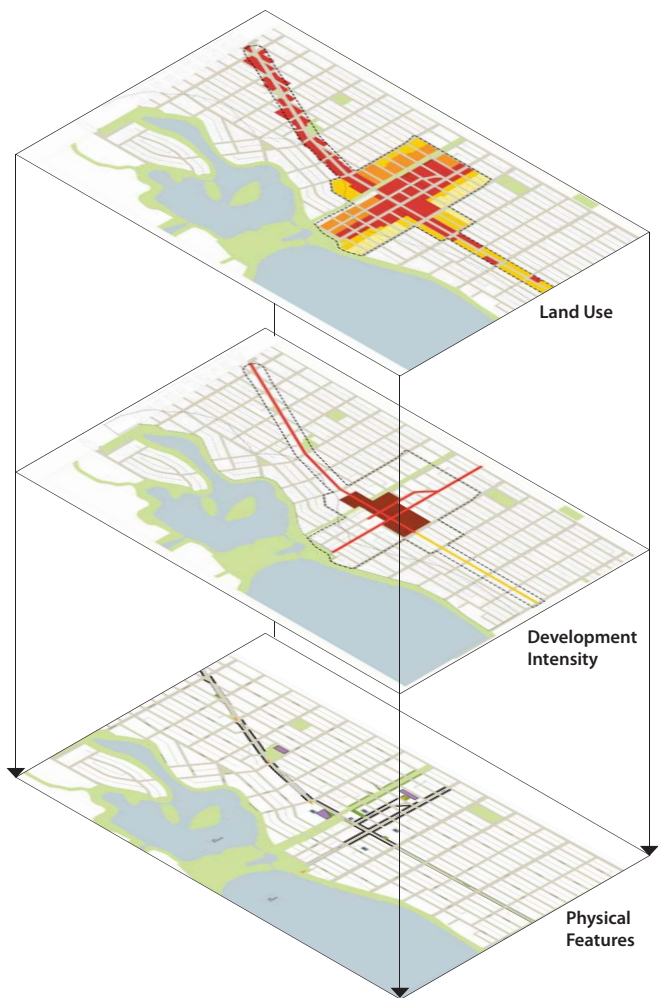 Land Use
Development
Intensity
Physical
Features